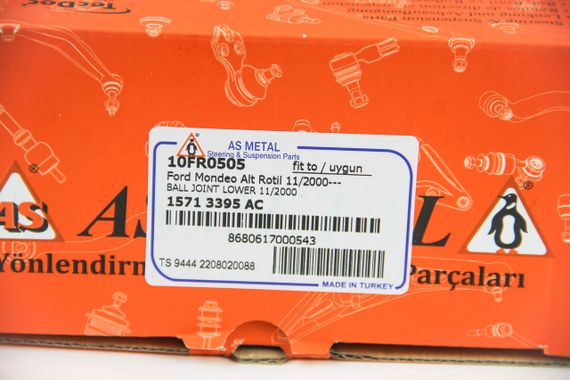 TecDoc
AS METAL
Steering & Suspension Parts
10FR0505 fit to / uygun
Ford Mondeo Alt Rotil 11/2000---
BALL JOINT LOWER 11/2000
1571 3395 AC
8680617000543
TS 9444 2208020088
MADE IN TURKEY
AS AS L
Yönlendirm Parçaları